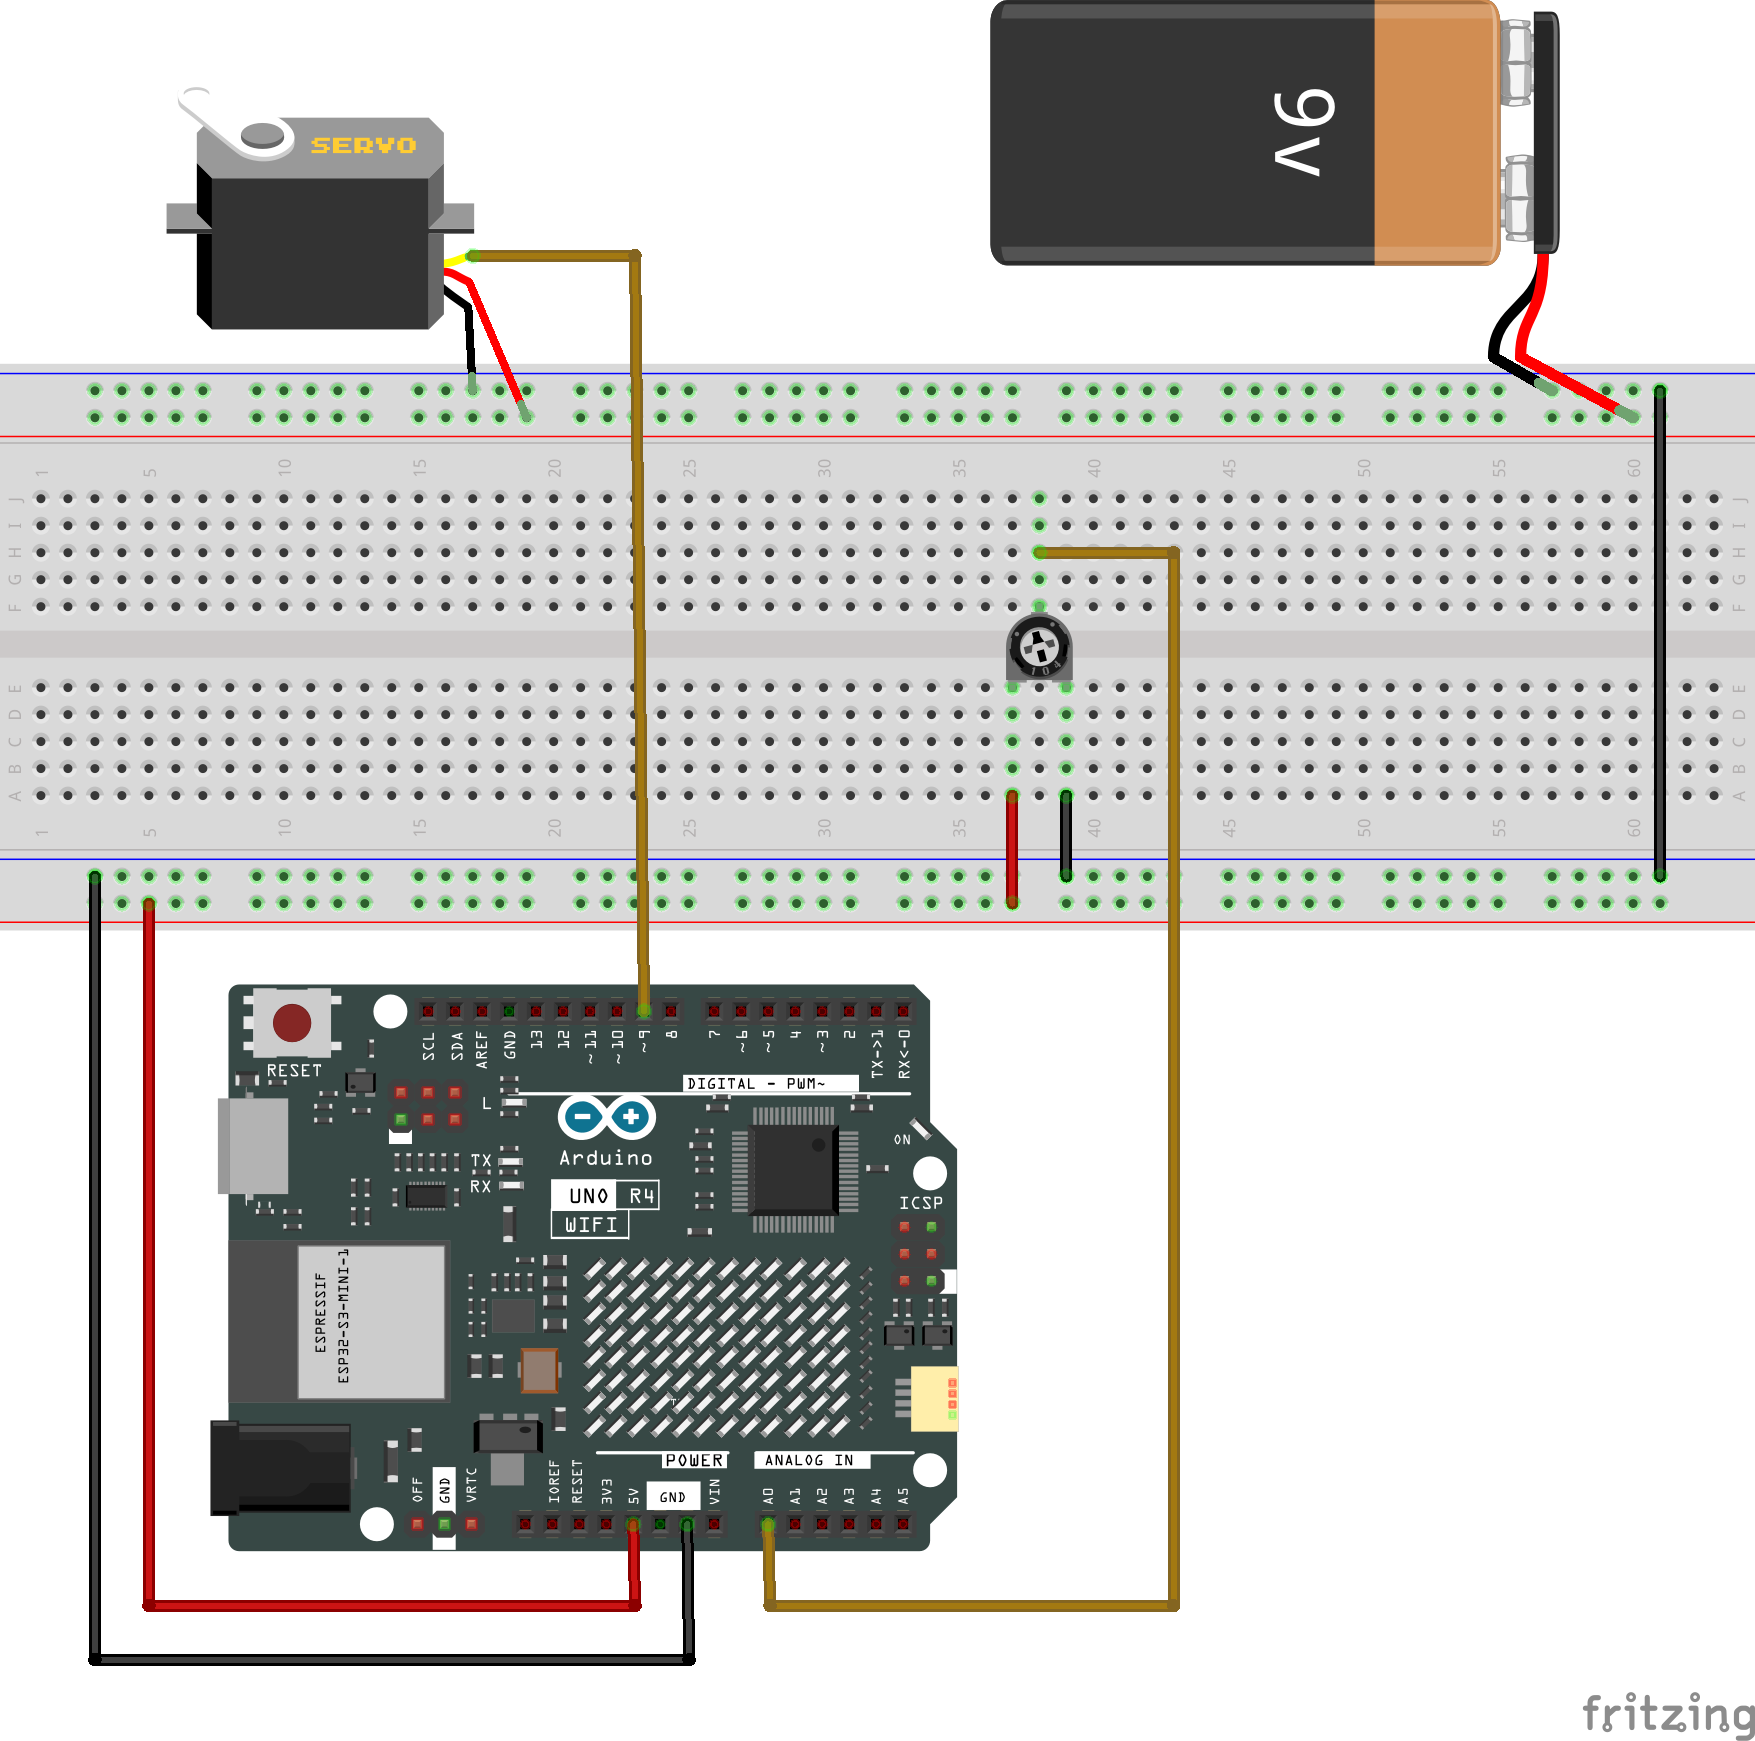 SERVO
9v
1 5 10 15 20 25 30 35 40 45 50 55 60
J J
I I
H H
G G
F F
104
E E
D D
C C
B B
A A
1 5 10 15 20 25 30 35 40 45 50 55 60
RESET
SCL SDA AREF GND 13 12 ~11 ~10 ~9 8 7 ~6 ~5 4 ~3 2 TX->1 RX<-0
DIGITAL - PWM~
L
ON
Arduino
TX
RX
UNO R4
WIFI
ICSP
ESPRESSIF
ESP32-S3-MINI-1
POWER
ANALOG IN
OFF GND VRTC IOREF RESET 3V3 5V GND VIN A0 A1 A2 A3 A4 A5
fritzing